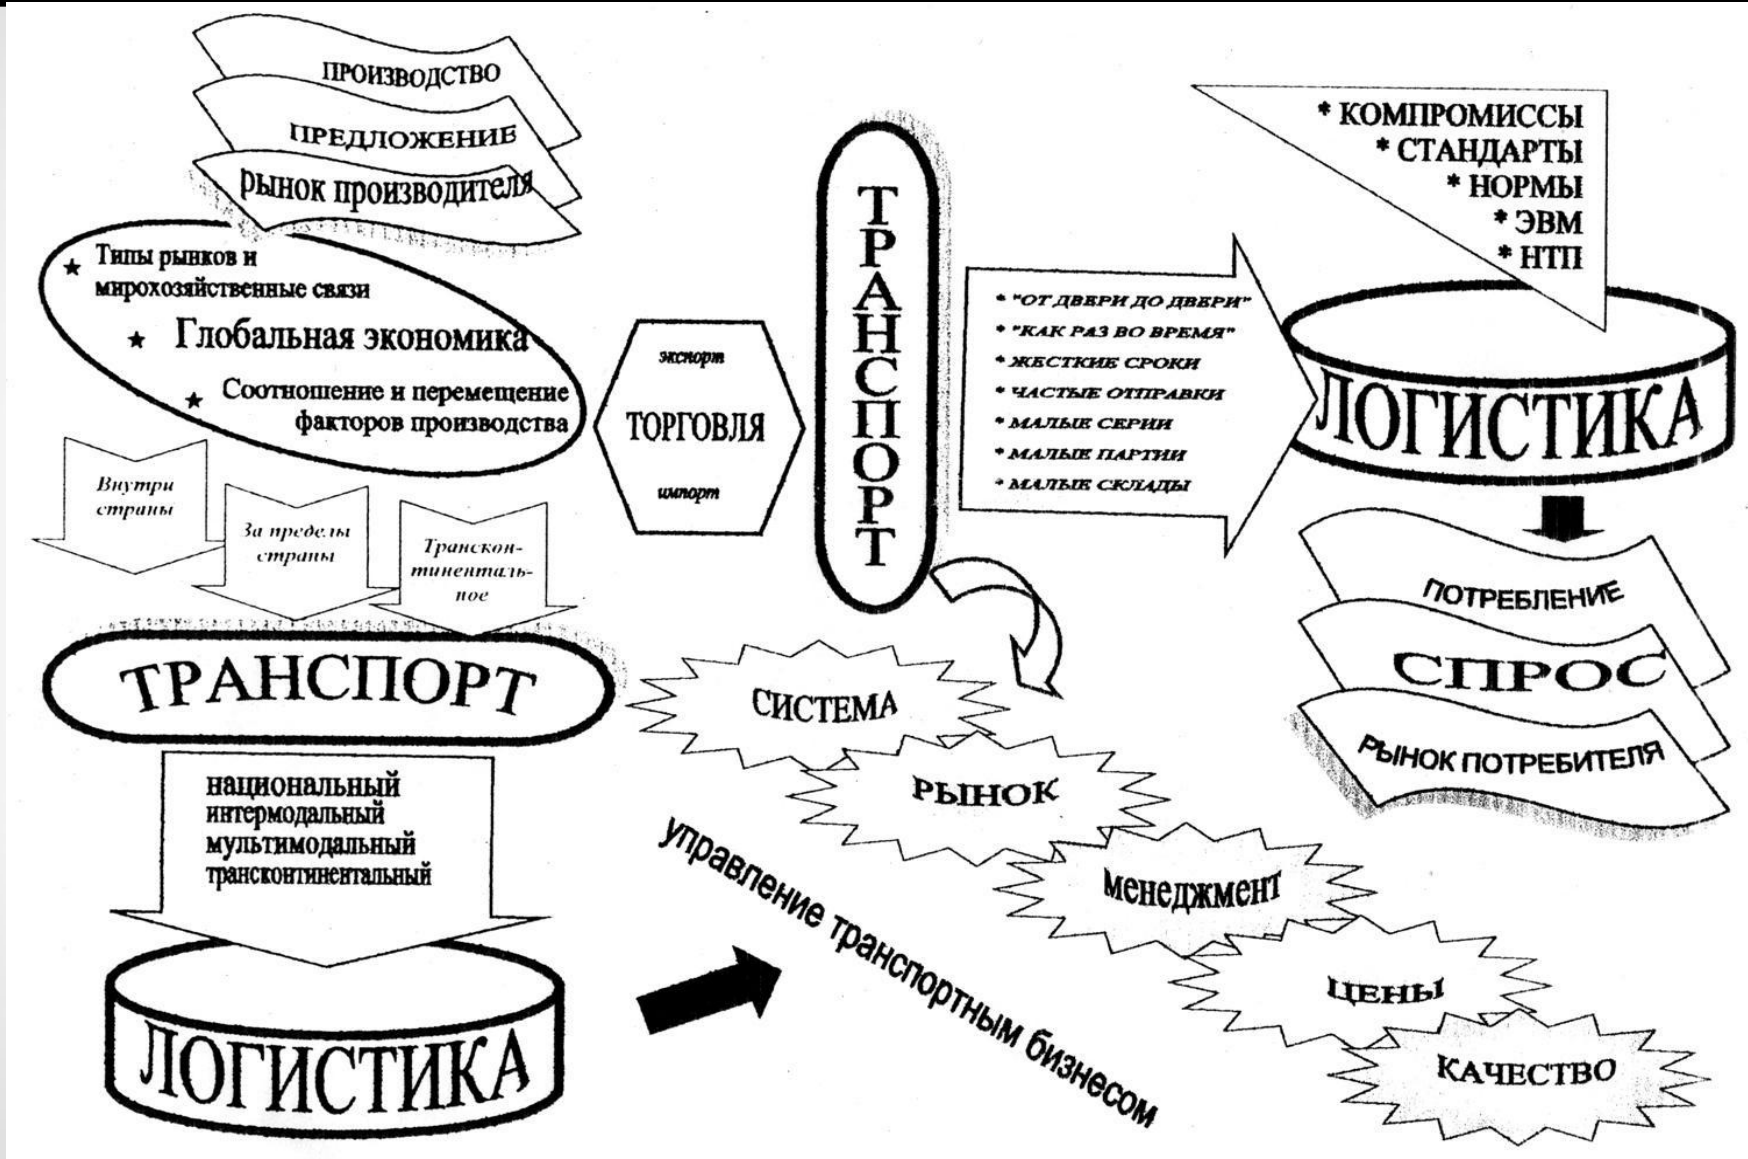 ПРОИЗВОДСТВО
ПРЕДЛОЖЕНИЕ
РЫНОК ПРОИЗВОДИТЕЛЯ
★ Типы рынков и
мирохозяйственные связи
★ Глобальная экономика
★ Соотношение и перемещение
факторов производства
Внутри
страны
За пределы
страны
Транскон-
тиненталь-
ное
ТРАНСПОРТ
национальный
интермодальный
мультимодальный
трансконтинентальный
ЛОГИСТИКА
экспорт
ТОРГОВЛЯ
импорт
ТРАНСПОРТ
* "ОТ ДВЕРИ ДО ДВЕРИ"
* "КАК РАЗ ВО ВРЕМЯ"
* ЖЕСТКИЕ СРОКИ
* ЧАСТЫЕ ОТПРАВКИ
* МАЛЫЕ СЕРИИ
* МАЛЫЕ ПАРТИИ
* МАЛЫЕ СКЛАДЫ
* КОМПРОМИССЫ
* СТАНДАРТЫ
* НОРМЫ
* ЭВМ
* НТП
ЛОГИСТИКА
ПОТРЕБЛЕНИЕ
СПРОС
РЫНОК ПОТРЕБИТЕЛЯ
СИСТЕМА
РЫНОК
МЕНЕДЖМЕНТ
ЦЕНЫ
КАЧЕСТВО
управление транспортным бизнесом